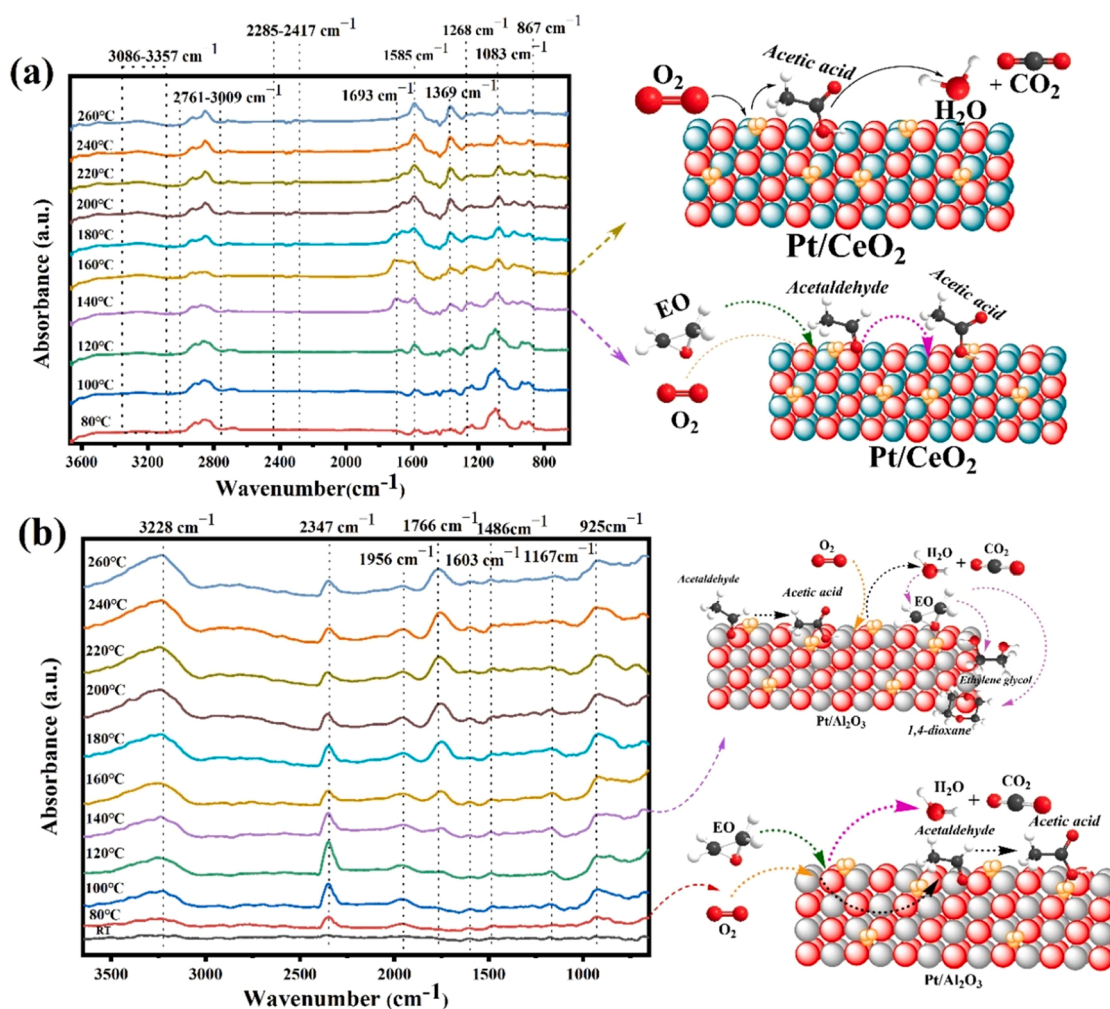 (a)
3086-3357 cm⁻¹
2285-2417 cm⁻¹
1268 cm⁻¹
867 cm⁻¹
1585 cm⁻¹
1083 cm⁻¹
2761-3009 cm⁻¹
1693 cm⁻¹
1369 cm⁻¹
260℃
240℃
220℃
200℃
180℃
160℃
140℃
120℃
100℃
80℃
Absorbance (a.u.)
3600 3200 2800 2400 2000 1600 1200 800
Wavenumber(cm⁻¹)
O₂
Acetic acid
H₂O
+ CO₂
Pt/CeO₂
EO
O₂
Acetaldehyde
Acetic acid
Pt/CeO₂
(b)
3228 cm⁻¹
2347 cm⁻¹
1766 cm⁻¹
1486cm⁻¹
925cm⁻¹
1956 cm⁻¹
1603 cm⁻¹
1167cm⁻¹
260℃
240℃
220℃
200℃
180℃
160℃
140℃
120℃
100℃
80℃
RT
Absorbance (a.u.)
3500 3000 2500 2000 1500 1000
Wavenumber (cm⁻¹)
O₂
H₂O + CO₂
Acetaldehyde
Acetic acid
EO
Ethylene glycol
1,4-dioxane
Pt/Al₂O₃
EO
O₂
H₂O + CO₂
Acetaldehyde
Acetic acid
Pt/Al₂O₃